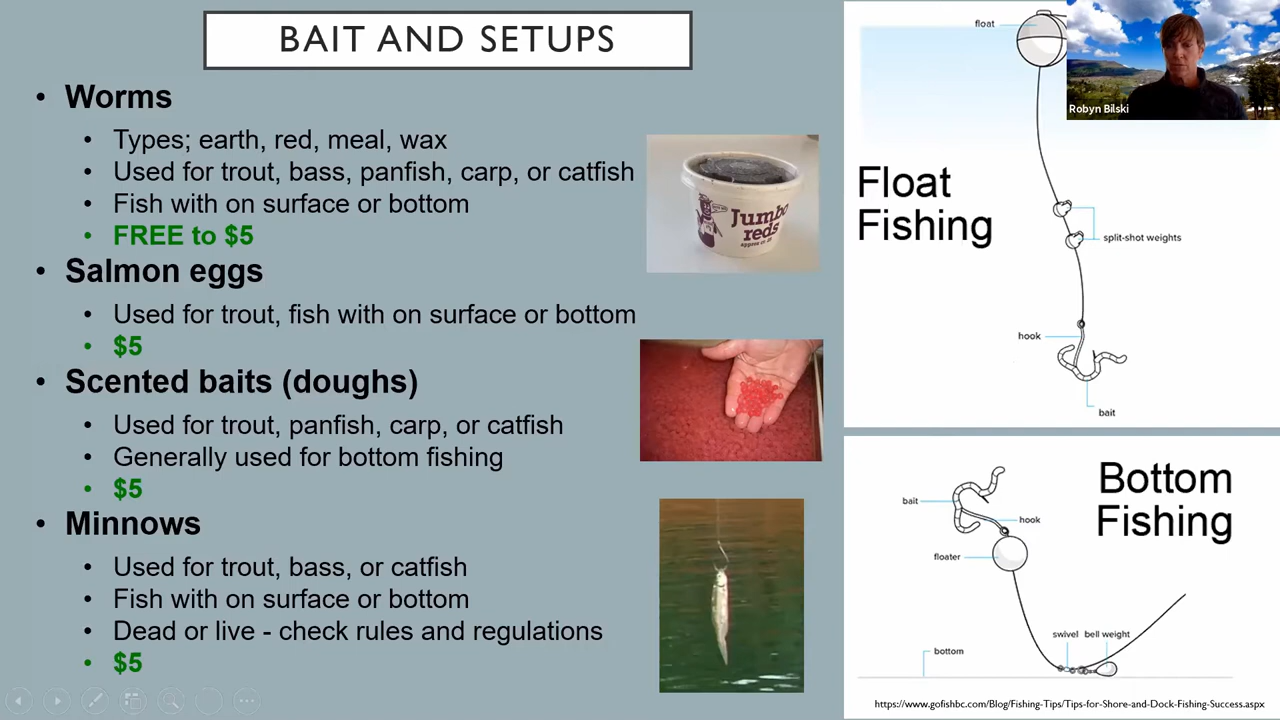 BAIT AND SETUPS
• Worms
• Types; earth, red, meal, wax
• Used for trout, bass, panfish, carp, or catfish
• Fish with on surface or bottom
• FREE to $5
• Salmon eggs
• Used for trout, fish with on surface or bottom
• $5
• Scented baits (doughs)
• Used for trout, panfish, carp, or catfish
• Generally used for bottom fishing
• $5
• Minnows
• Used for trout, bass, or catfish
• Fish with on surface or bottom
• Dead or live - check rules and regulations
• $5
Jumbo
reds
float
Robyn Bilski
Float
Fishing
split-shot weights
hook
bait
Bottom
Fishing
bait
hook
floater
swivel bell weight
bottom
https://www.gofishbc.com/Blog/Fishing-Tips/Tips-for-Shore-and-Dock-Fishing-Success.aspx